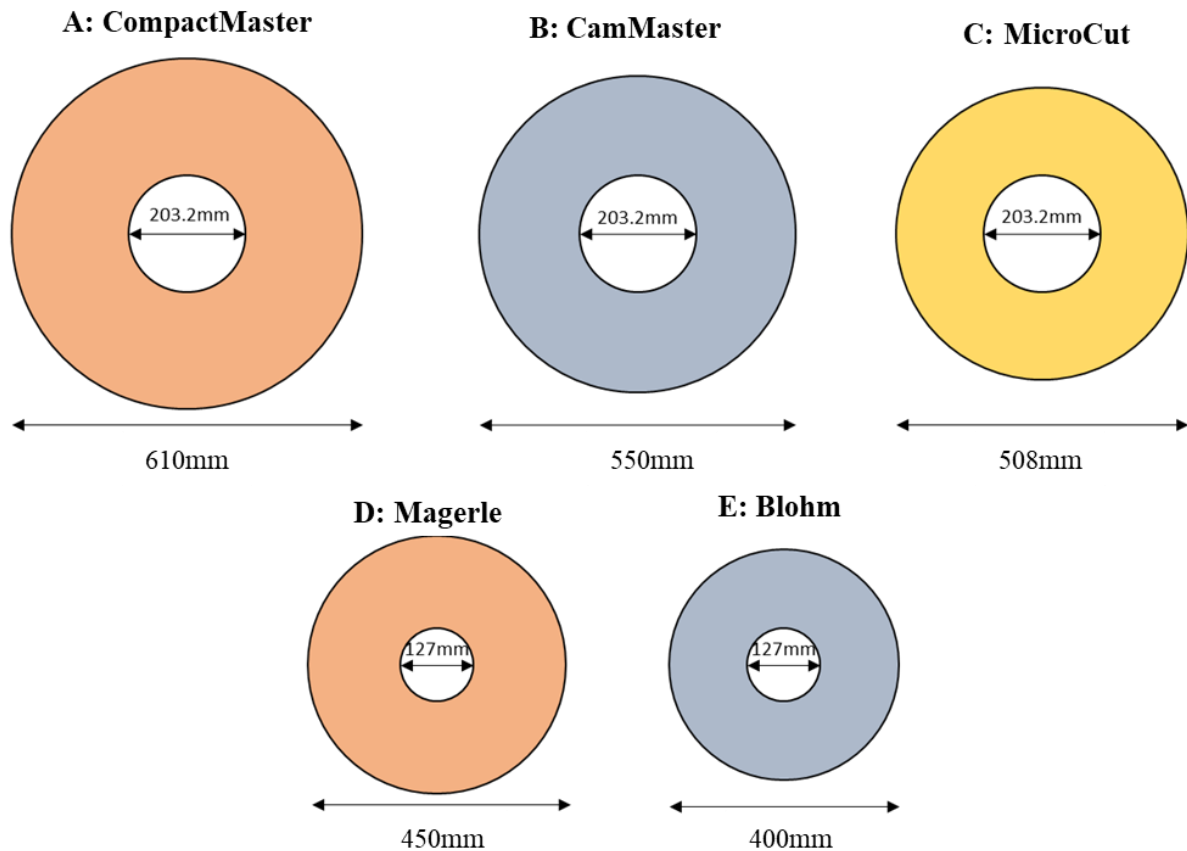 A: CompactMaster
B: CamMaster
C: MicroCut
203.2mm
203.2mm
203.2mm
610mm
550mm
508mm
D: Magerle
E: Blohm
127mm
127mm
450mm
400mm